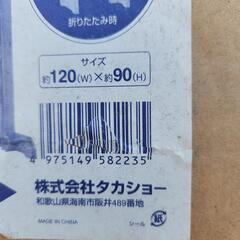 折りたたみ時
サイズ
約120(W)×約90(H)
4 975149 582235
株式会社タカショー
和歌山県海南市阪井489番地
MADE IN CHINA
シール
紙